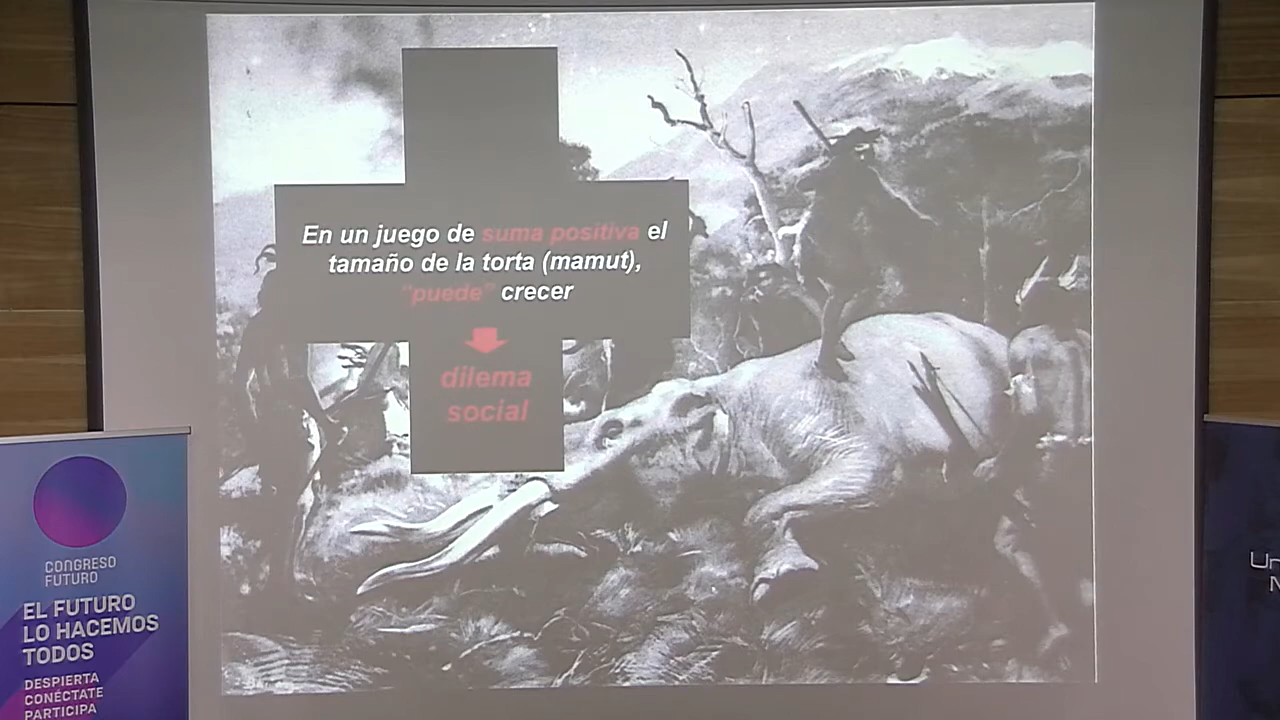 En un juego de suma positiva el
tamaño de la torta (mamut),
"puede" crecer
dilema
social
CONGRESO
FUTURO
EL FUTURO
LO HACEMOS
TODOS
DESPIERTA
CONÉCTATE
PARTICIPA